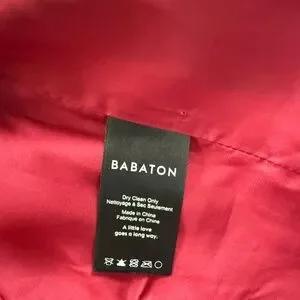 BABATON
Dry Clean Only
Nettoyage à Sec Seulement
Made in China
Fabriqué en Chine
A little love
goes a long way.